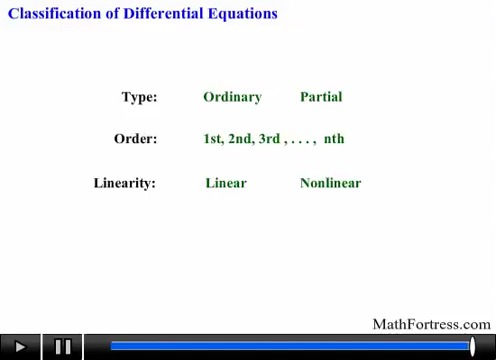 Classification of Differential Equations
Type: Ordinary Partial
Order: 1st, 2nd, 3rd , . . . , nth
Linearity: Linear Nonlinear
MathFortress.com